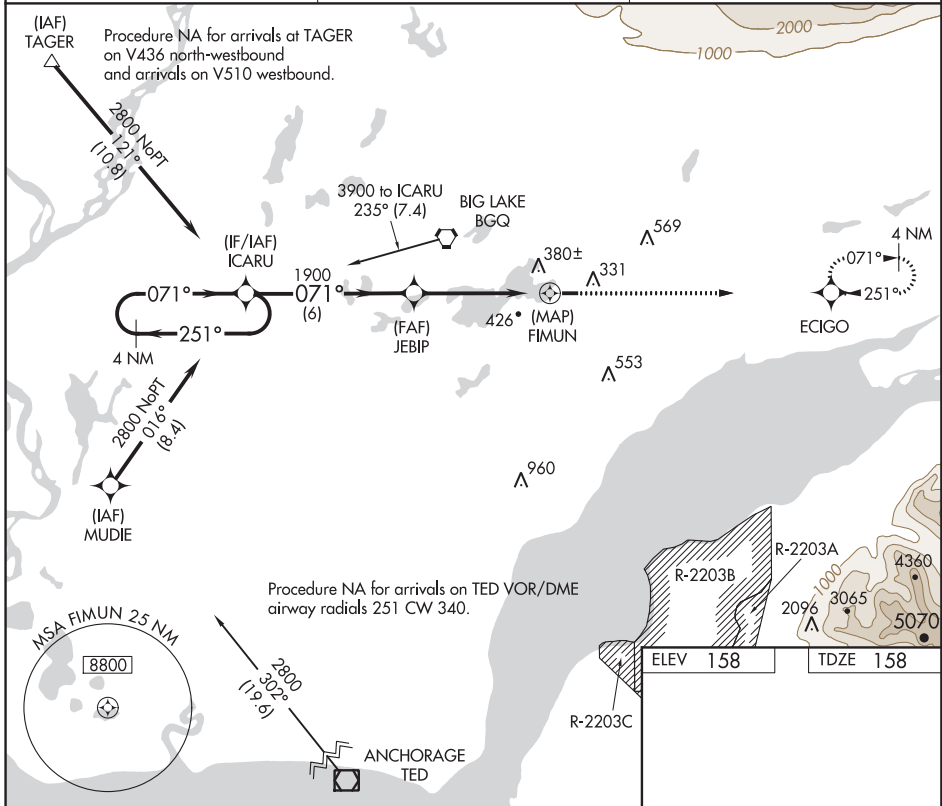 (IAF)
TAGER
Procedure NA for arrivals at TAGER
on V436 north-westbound
and arrivals on V510 westbound.
2000
1000
2800 NoPT
121°
(10.8)
3900 to ICARU
235° (7.4)
BIG LAKE
BGQ
569
(IF/IAF)
ICARU
380±
331
4 NM
071°
1900
071°
(6)
071°
251°
251°
4 NM
(FAF)
JEBIP
426
(MAP)
FIMUN
ECIGO
553
2800 NoPT
016°
(8.4)
960
(IAF)
MUDIE
R-2203A
R-2203B
1000
4360
3065
2096
5070
Procedure NA for arrivals on TED VOR/DME
airway radials 251 CW 340.
MSA FIMUN 25 NM
8800
2800
302°
(19.6)
R-2203C
ELEV 158
TDZE 158
ANCHORAGE
TED